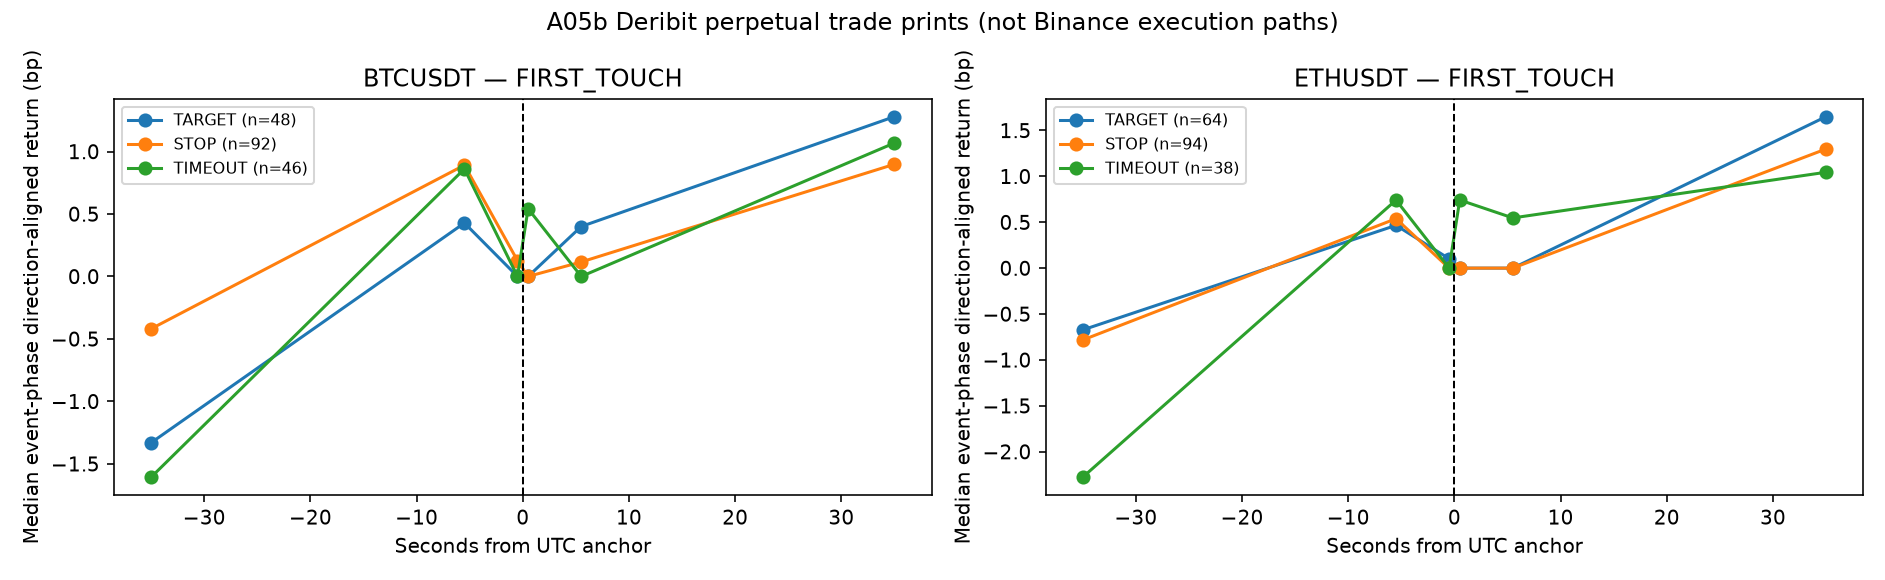 A05b Deribit perpetual trade prints (not Binance execution paths)
BTCUSDT — FIRST_TOUCH
Median event-phase direction-aligned return (bp)
1.0
0.5
0.0
−0.5
−1.0
−1.5
TARGET (n=48)
STOP (n=92)
TIMEOUT (n=46)
−30
−20
−10
0
10
20
30
Seconds from UTC anchor
ETHUSDT — FIRST_TOUCH
Median event-phase direction-aligned return (bp)
1.5
1.0
0.5
0.0
−0.5
−1.0
−1.5
−2.0
TARGET (n=64)
STOP (n=94)
TIMEOUT (n=38)
−30
−20
−10
0
10
20
30
Seconds from UTC anchor